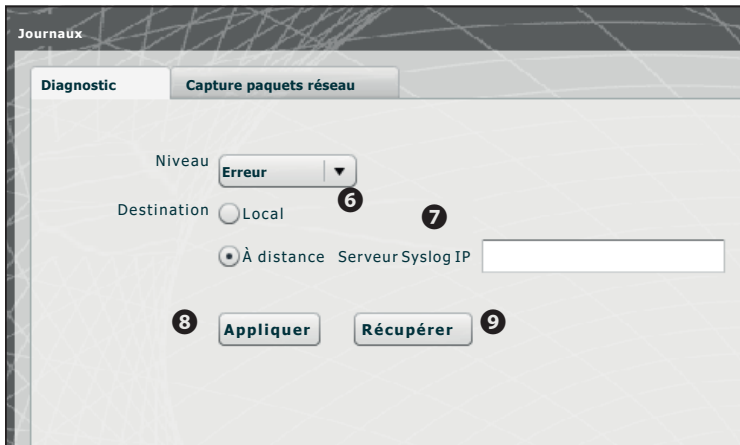 Journaux
Diagnostic
Capture paquets réseau
Niveau
Erreur
6
Destination
Local
7
À distance
Serveur Syslog IP
8
Appliquer
Récupérer
9